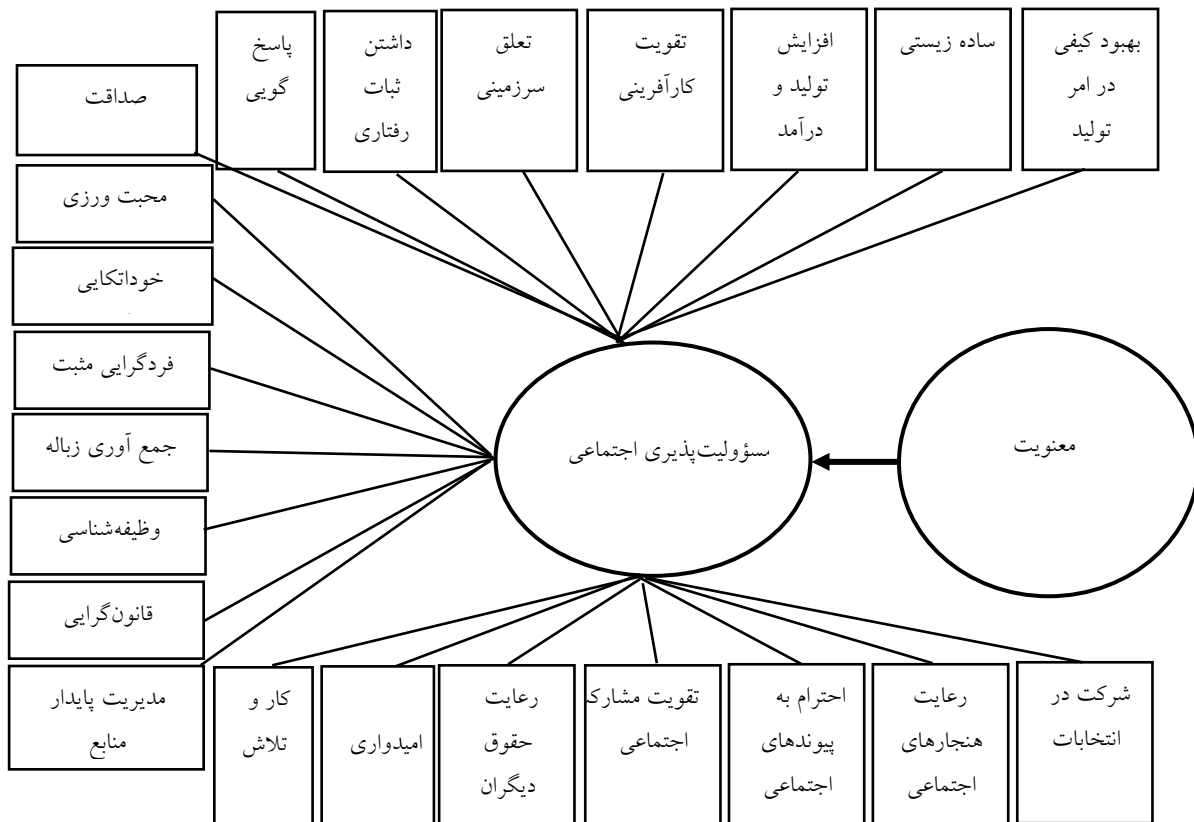 بهبود کیفی
در امر
تولید
ساده زیستی
افزایش
تولید و
درآمد
تقویت
کارآفرینی
تعلق
سرزمینی
داشتن
ثبات
رفتاری
پاسخ
گویی
صداقت
محبت ورزی
خوداتکایی
فردگرایی مثبت
جمع آوری زباله
وظیفه‌شناسی
قانون‌گرایی
مدیریت پایدار
منابع
معنویت
مسؤولیت‌پذیری اجتماعی
شرکت در
انتخابات
رعایت
هنجارهای
اجتماعی
احترام به
پیوندهای
اجتماعی
تقویت مشارکت
اجتماعی
رعایت
حقوق
دیگران
امیدواری
کار و
تلاش